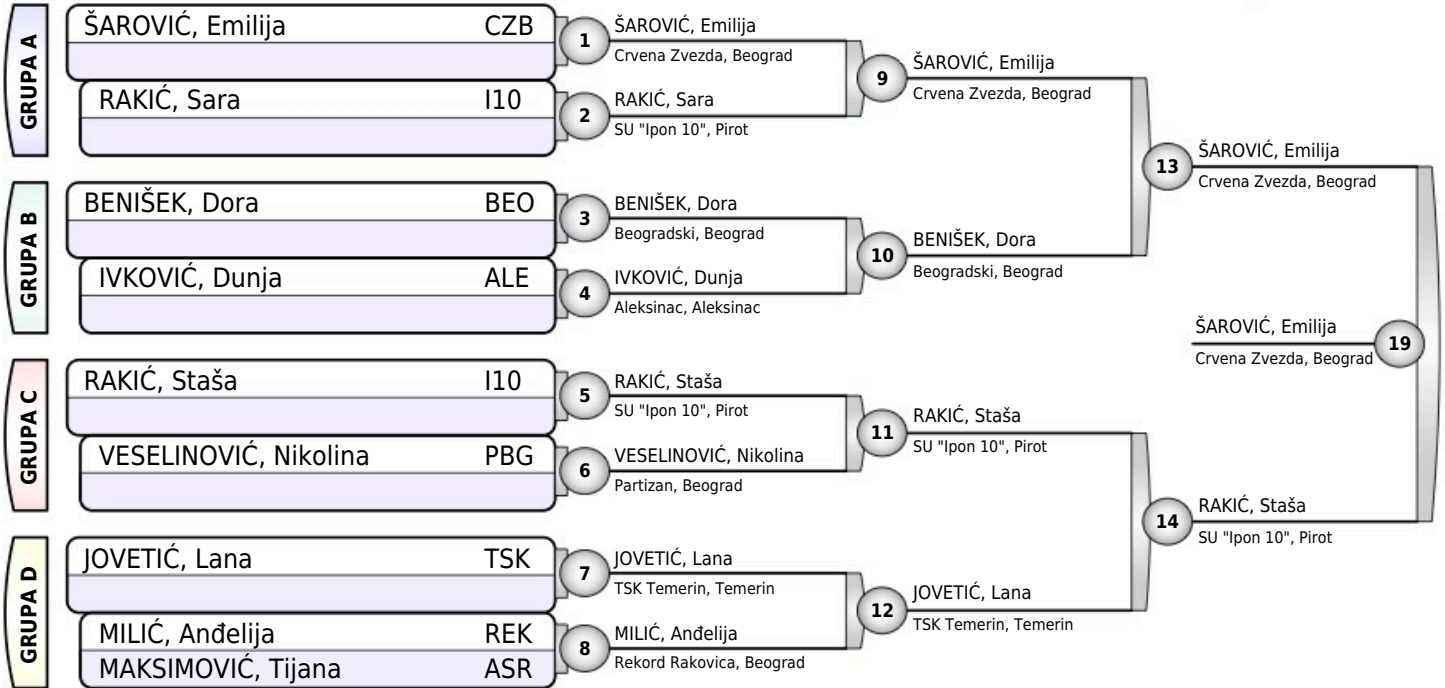 GRUPA A
ŠAROVIĆ, Emilija CZB
RAKIĆ, Sara I10
GRUPA B
BENIŠEK, Dora BEO
IVKOVIĆ, Dunja ALE
GRUPA C
RAKIĆ, Staša I10
VESELINOVIĆ, Nikolina PBG
GRUPA D
JOVETIĆ, Lana TSK
MILIĆ, Anđelija REK
MAKSIMOVIĆ, Tijana ASR
1
ŠAROVIĆ, Emilija
Crvena Zvezda, Beograd
2
RAKIĆ, Sara
SU "Ipon 10", Pirot
3
BENIŠEK, Dora
Beogradski, Beograd
4
IVKOVIĆ, Dunja
Aleksinac, Aleksinac
5
RAKIĆ, Staša
SU "Ipon 10", Pirot
6
VESELINOVIĆ, Nikolina
Partizan, Beograd
7
JOVETIĆ, Lana
TSK Temerin, Temerin
8
MILIĆ, Anđelija
Rekord Rakovica, Beograd
9
ŠAROVIĆ, Emilija
Crvena Zvezda, Beograd
10
BENIŠEK, Dora
Beogradski, Beograd
11
RAKIĆ, Staša
SU "Ipon 10", Pirot
12
JOVETIĆ, Lana
TSK Temerin, Temerin
13
ŠAROVIĆ, Emilija
Crvena Zvezda, Beograd
14
RAKIĆ, Staša
SU "Ipon 10", Pirot
ŠAROVIĆ, Emilija
Crvena Zvezda, Beograd
19